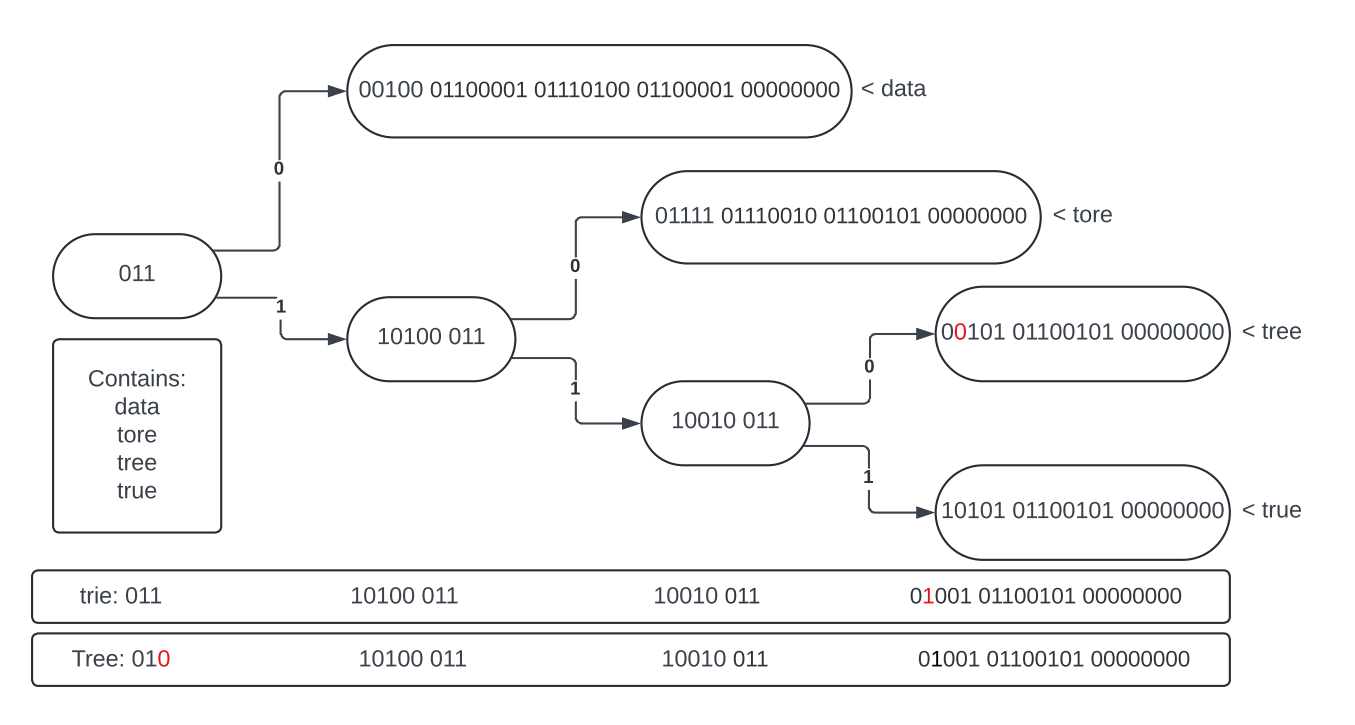 00100 01100001 01110100 01100001 00000000
< data
0
01111 01110010 01100101 00000000
< tore
0
011
1
10100 011
00101 01100101 00000000
< tree
0
1
Contains:
data
tore
tree
true
10010 011
1
10101 01100101 00000000
< true
trie: 011 10100 011 10010 011 01001 01100101 00000000
Tree: 010 10100 011 10010 011 01001 01100101 00000000